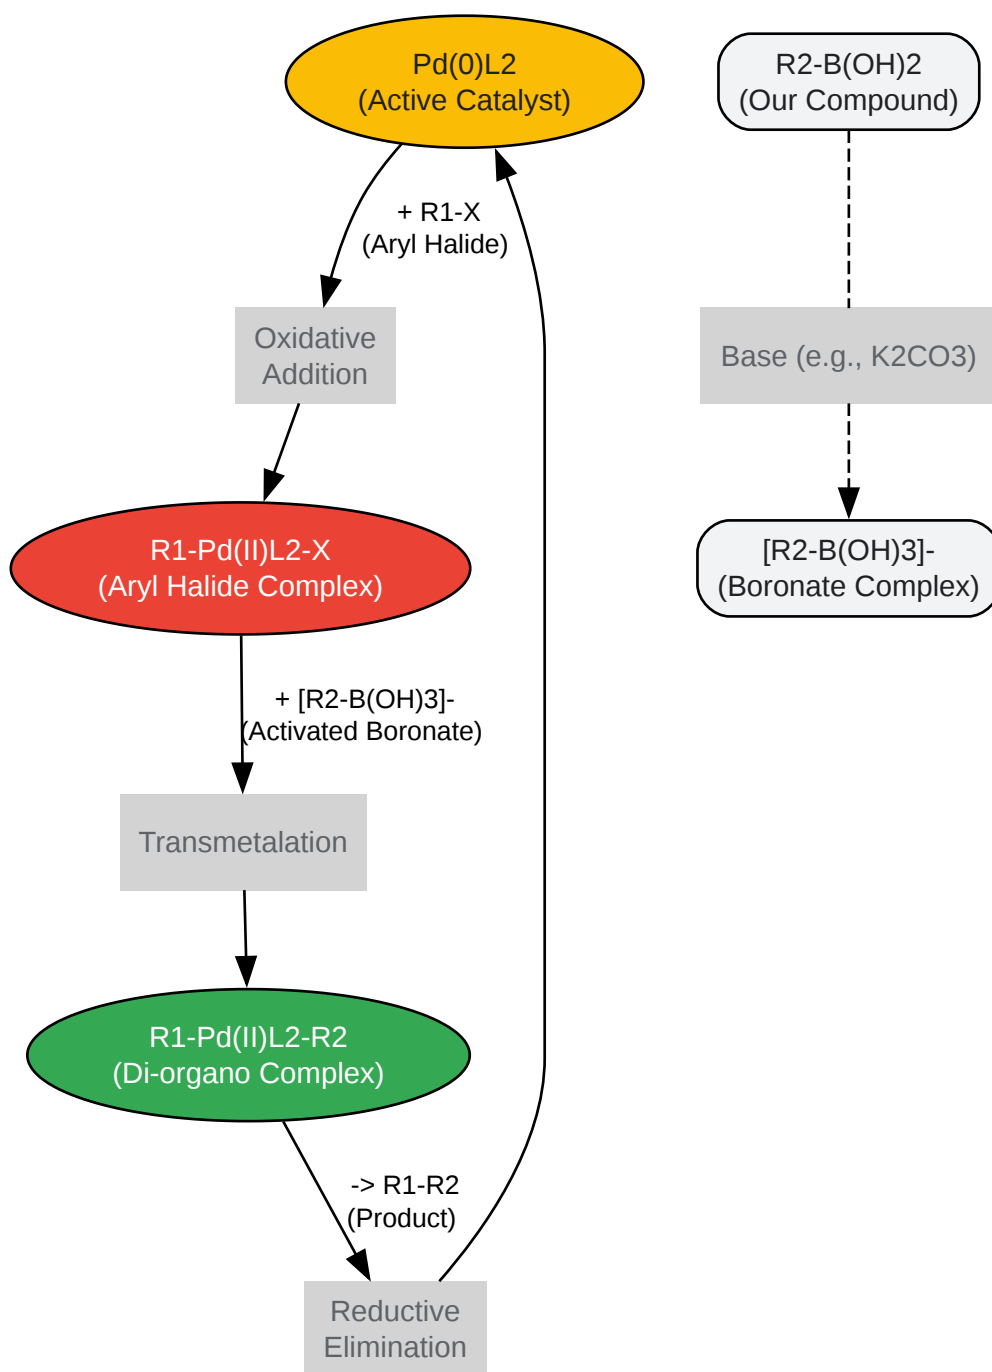 Pd(0)L2
(Active Catalyst)
R2-B(OH)2
(Our Compound)
+ R1-X
(Aryl Halide)
Oxidative
Addition
Base (e.g., K2CO3)
R1-Pd(II)L2-X
(Aryl Halide Complex)
[R2-B(OH)3]-
(Boronate Complex)
+ [R2-B(OH)3]-
(Activated Boronate)
Transmetalation
R1-Pd(II)L2-R2
(Di-organo Complex)
-> R1-R2
(Product)
Reductive
Elimination